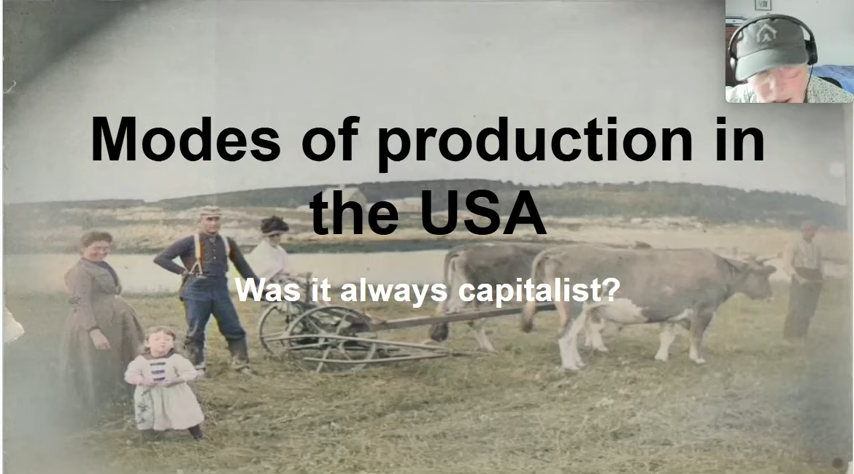 Modes of production in
the USA
Was it always capitalist?